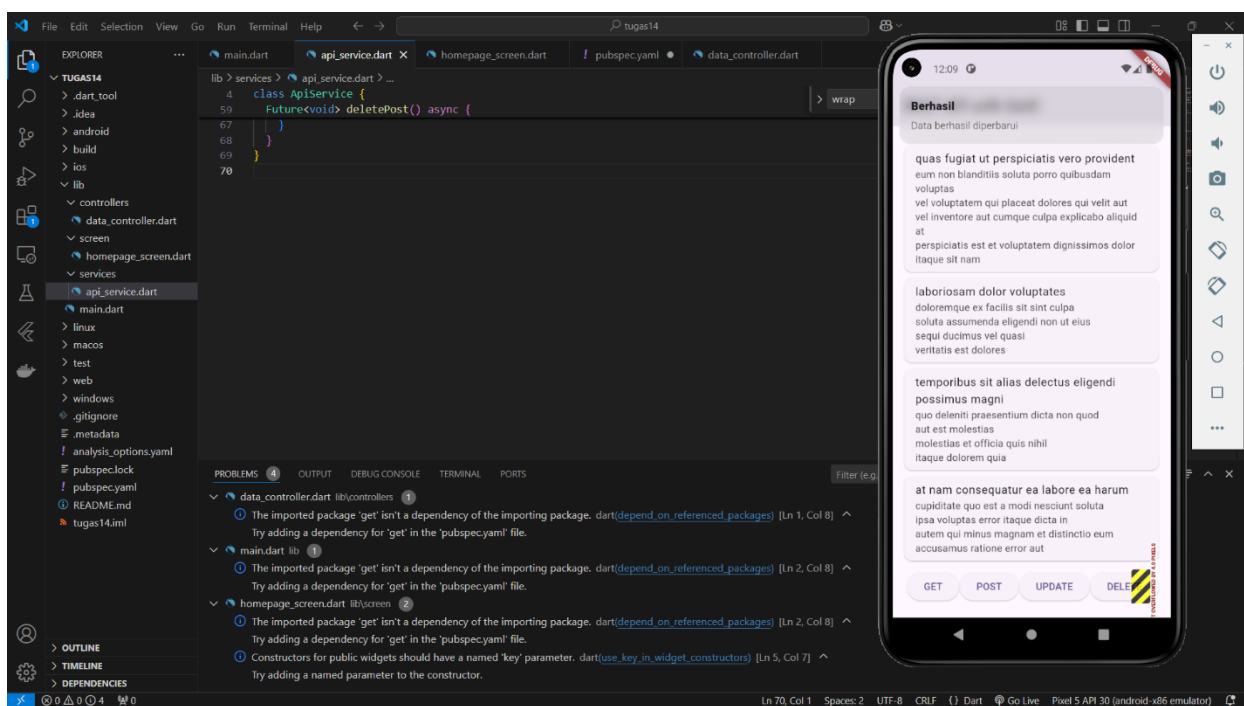 File Edit Selection View Go Run Terminal Help
tugas14
EXPLORER
TUGAS14
.dart_tool
.idea
android
build
ios
lib
controllers
data_controller.dart
screen
homepage_screen.dart
services
api_service.dart
main.dart
linux
macos
test
web
windows
.gitignore
.metadata
analysis_options.yaml
pubspec.lock
pubspec.yaml
README.md
tugas14.iml
OUTLINE
TIMELINE
DEPENDENCIES
main.dart api_service.dart homepage_screen.dart pubspec.yaml data_controller.dart
lib > services > api_service.dart > ...
4 class ApiService {
59 Future<void> deletePost() async {
67 }
68 }
69 }
70
> wrap
PROBLEMS 4 OUTPUT DEBUG CONSOLE TERMINAL PORTS
Filter (e.g.
data_controller.dart lib\controllers 1
The imported package 'get' isn't a dependency of the importing package. dart(depend_on_referenced_packages) [Ln 1, Col 8]
Try adding a dependency for 'get' in the 'pubspec.yaml' file.
main.dart lib 1
The imported package 'get' isn't a dependency of the importing package. dart(depend_on_referenced_packages) [Ln 2, Col 8]
Try adding a dependency for 'get' in the 'pubspec.yaml' file.
homepage_screen.dart lib\screen 2
The imported package 'get' isn't a dependency of the importing package. dart(depend_on_referenced_packages) [Ln 2, Col 8]
Try adding a dependency for 'get' in the 'pubspec.yaml' file.
Constructors for public widgets should have a named 'key' parameter. dart(use_key_in_widget_constructors) [Ln 5, Col 7]
Try adding a named parameter to the constructor.
12:09
DEBUG
Berhasil
Data berhasil diperbarui
quas fugiat ut perspiciatis vero provident
eum non blanditiis soluta porro quibusdam
voluptas
vel voluptatem qui placeat dolores qui velit aut
vel inventore aut cumque culpa explicabo aliquid
at
perspiciatis est et voluptatem dignissimos dolor
itaque sit nam
laboriosam dolor voluptates
doloremque ex facilis sit sint culpa
soluta assumenda eligendi non ut eius
sequi ducimus vel quasi
veritatis est dolores
temporibus sit alias delectus eligendi
possimus magni
quo deleniti praesentium dicta non quod
aut est molestias
molestias et officia quis nihil
itaque dolorem quia
at nam consequatur ea labore ea harum
cupiditate quo est a modi nesciunt soluta
ipsa voluptas error itaque dicta in
autem qui minus magnam et distinctio eum
accusamus ratione error aut
GET POST UPDATE DELE
0 0 4 0
Ln 70, Col 1 Spaces: 2 UTF-8 CRLF {} Dart Go Live Pixel 5 API 30 (android-x86 emulator)